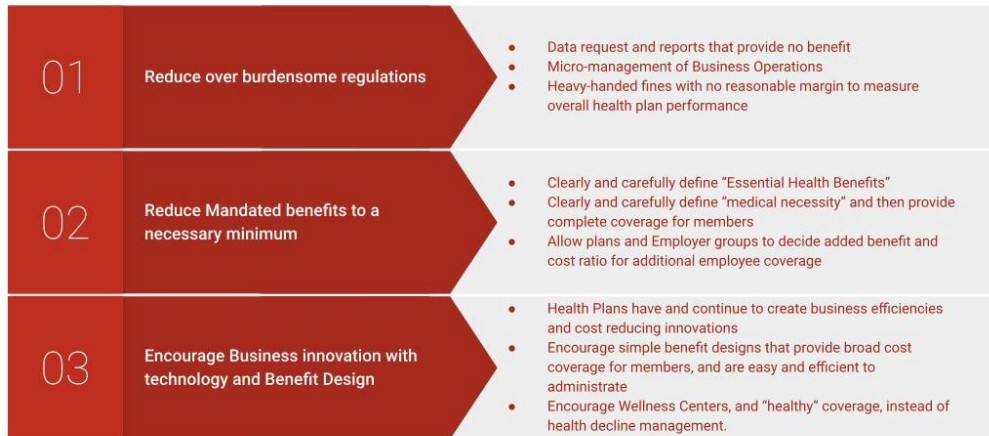 01
Reduce over burdensome regulations
● Data request and reports that provide no benefit
● Micro-management of Business Operations
● Heavy-handed fines with no reasonable margin to measure
overall health plan performance
02
Reduce Mandated benefits to a
necessary minimum
● Clearly and carefully define “Essential Health Benefits”
● Clearly and carefully define “medical necessity” and then provide
complete coverage for members
● Allow plans and Employer groups to decide added benefit and
cost ratio for additional employee coverage
03
Encourage Business innovation with
technology and Benefit Design
● Health Plans have and continue to create business efficiencies
and cost reducing innovations
● Encourage simple benefit designs that provide broad cost
coverage for members, and are easy and efficient to
administrate
● Encourage Wellness Centers, and “healthy” coverage, instead of
health decline management.